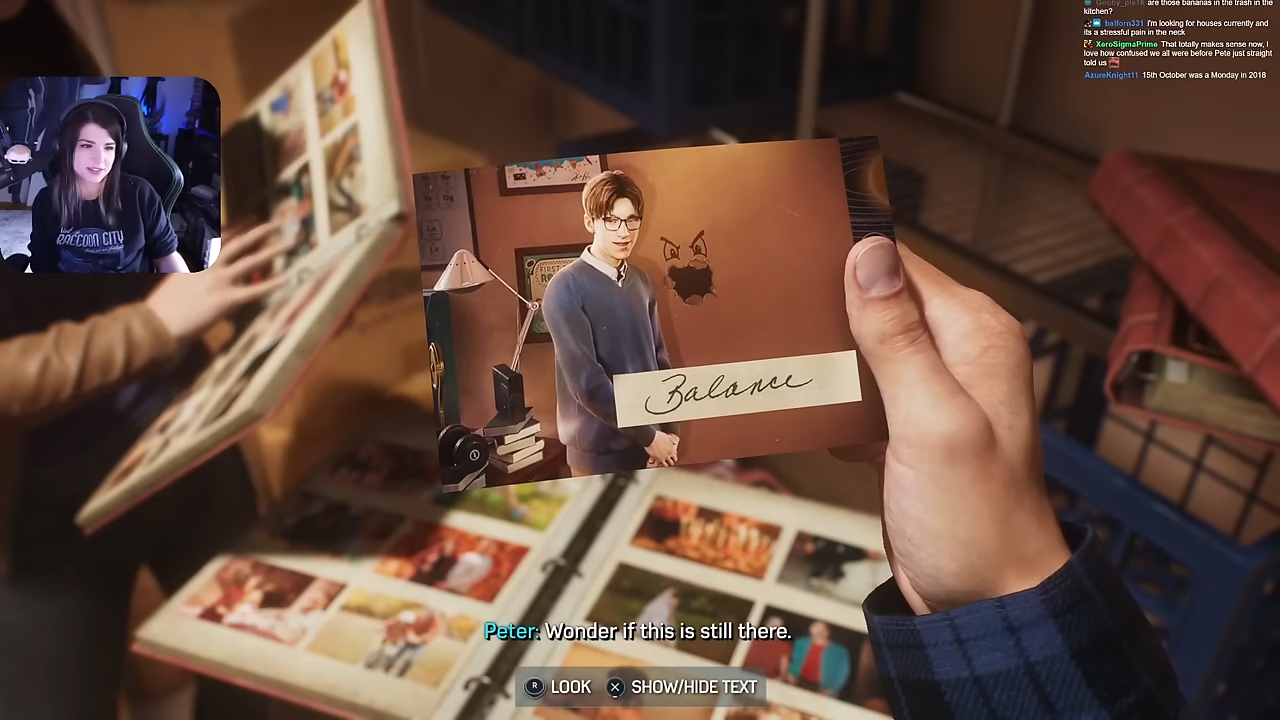 Gooby_pie18 are those bananas in the trash in the
kitchen?
balforn331 i'm looking for houses currently and
its a stressful pain in the neck
XeroSigmaPrime That totally makes sense now, I
love how confused we all were before Pete just straight
told us
AzureKnight11 15th October was a Monday in 2018
RACCOON CITY
FIRST
Balance
Peter: Wonder if this is still there.
R LOOK X SHOW/HIDE TEXT